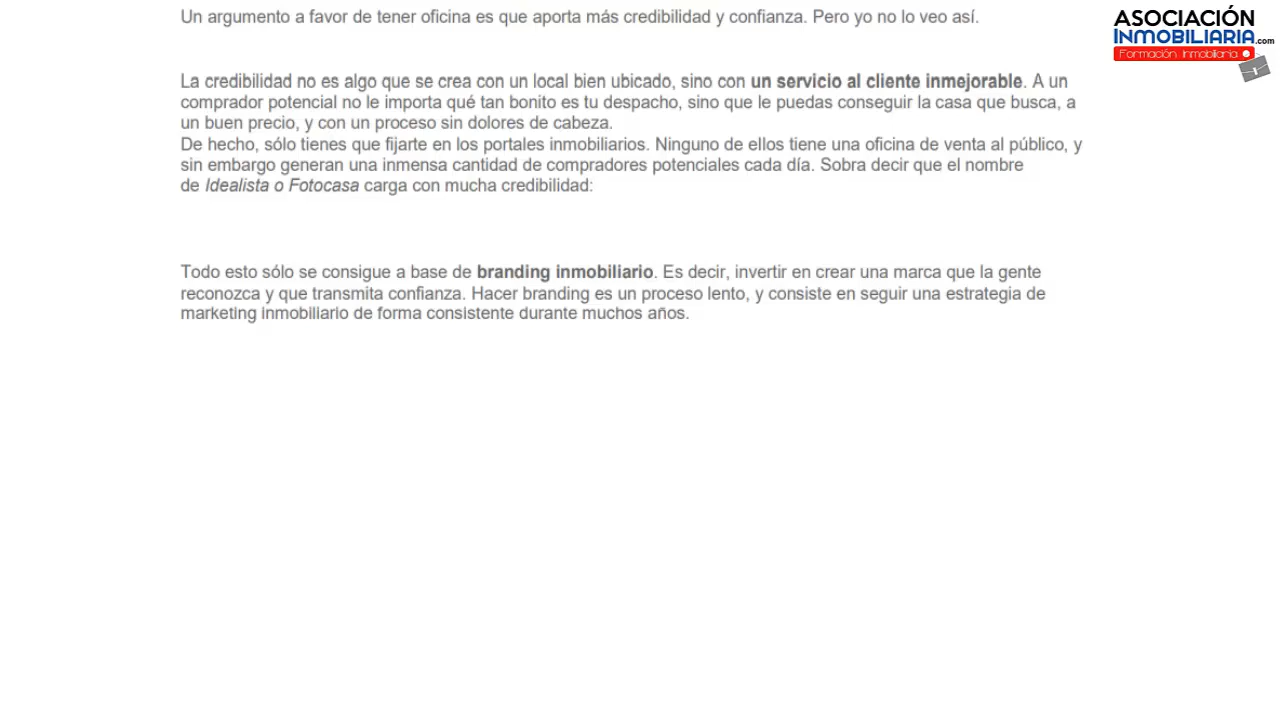 Un argumento a favor de tener oficina es que aporta más credibilidad y confianza. Pero yo no lo veo así.
ASOCIACIÓN
INMOBILIARIA.com
Formación Inmobiliaria
La credibilidad no es algo que se crea con un local bien ubicado, sino con un servicio al cliente inmejorable. A un
comprador potencial no le importa qué tan bonito es tu despacho, sino que le puedas conseguir la casa que busca, a
un buen precio, y con un proceso sin dolores de cabeza.
De hecho, sólo tienes que fijarte en los portales inmobiliarios. Ninguno de ellos tiene una oficina de venta al público, y
sin embargo generan una inmensa cantidad de compradores potenciales cada día. Sobra decir que el nombre
de Idealista o Fotocasa carga con mucha credibilidad:
Todo esto sólo se consigue a base de branding inmobiliario. Es decir, invertir en crear una marca que la gente
reconozca y que transmita confianza. Hacer branding es un proceso lento, y consiste en seguir una estrategia de
marketing inmobiliario de forma consistente durante muchos años.